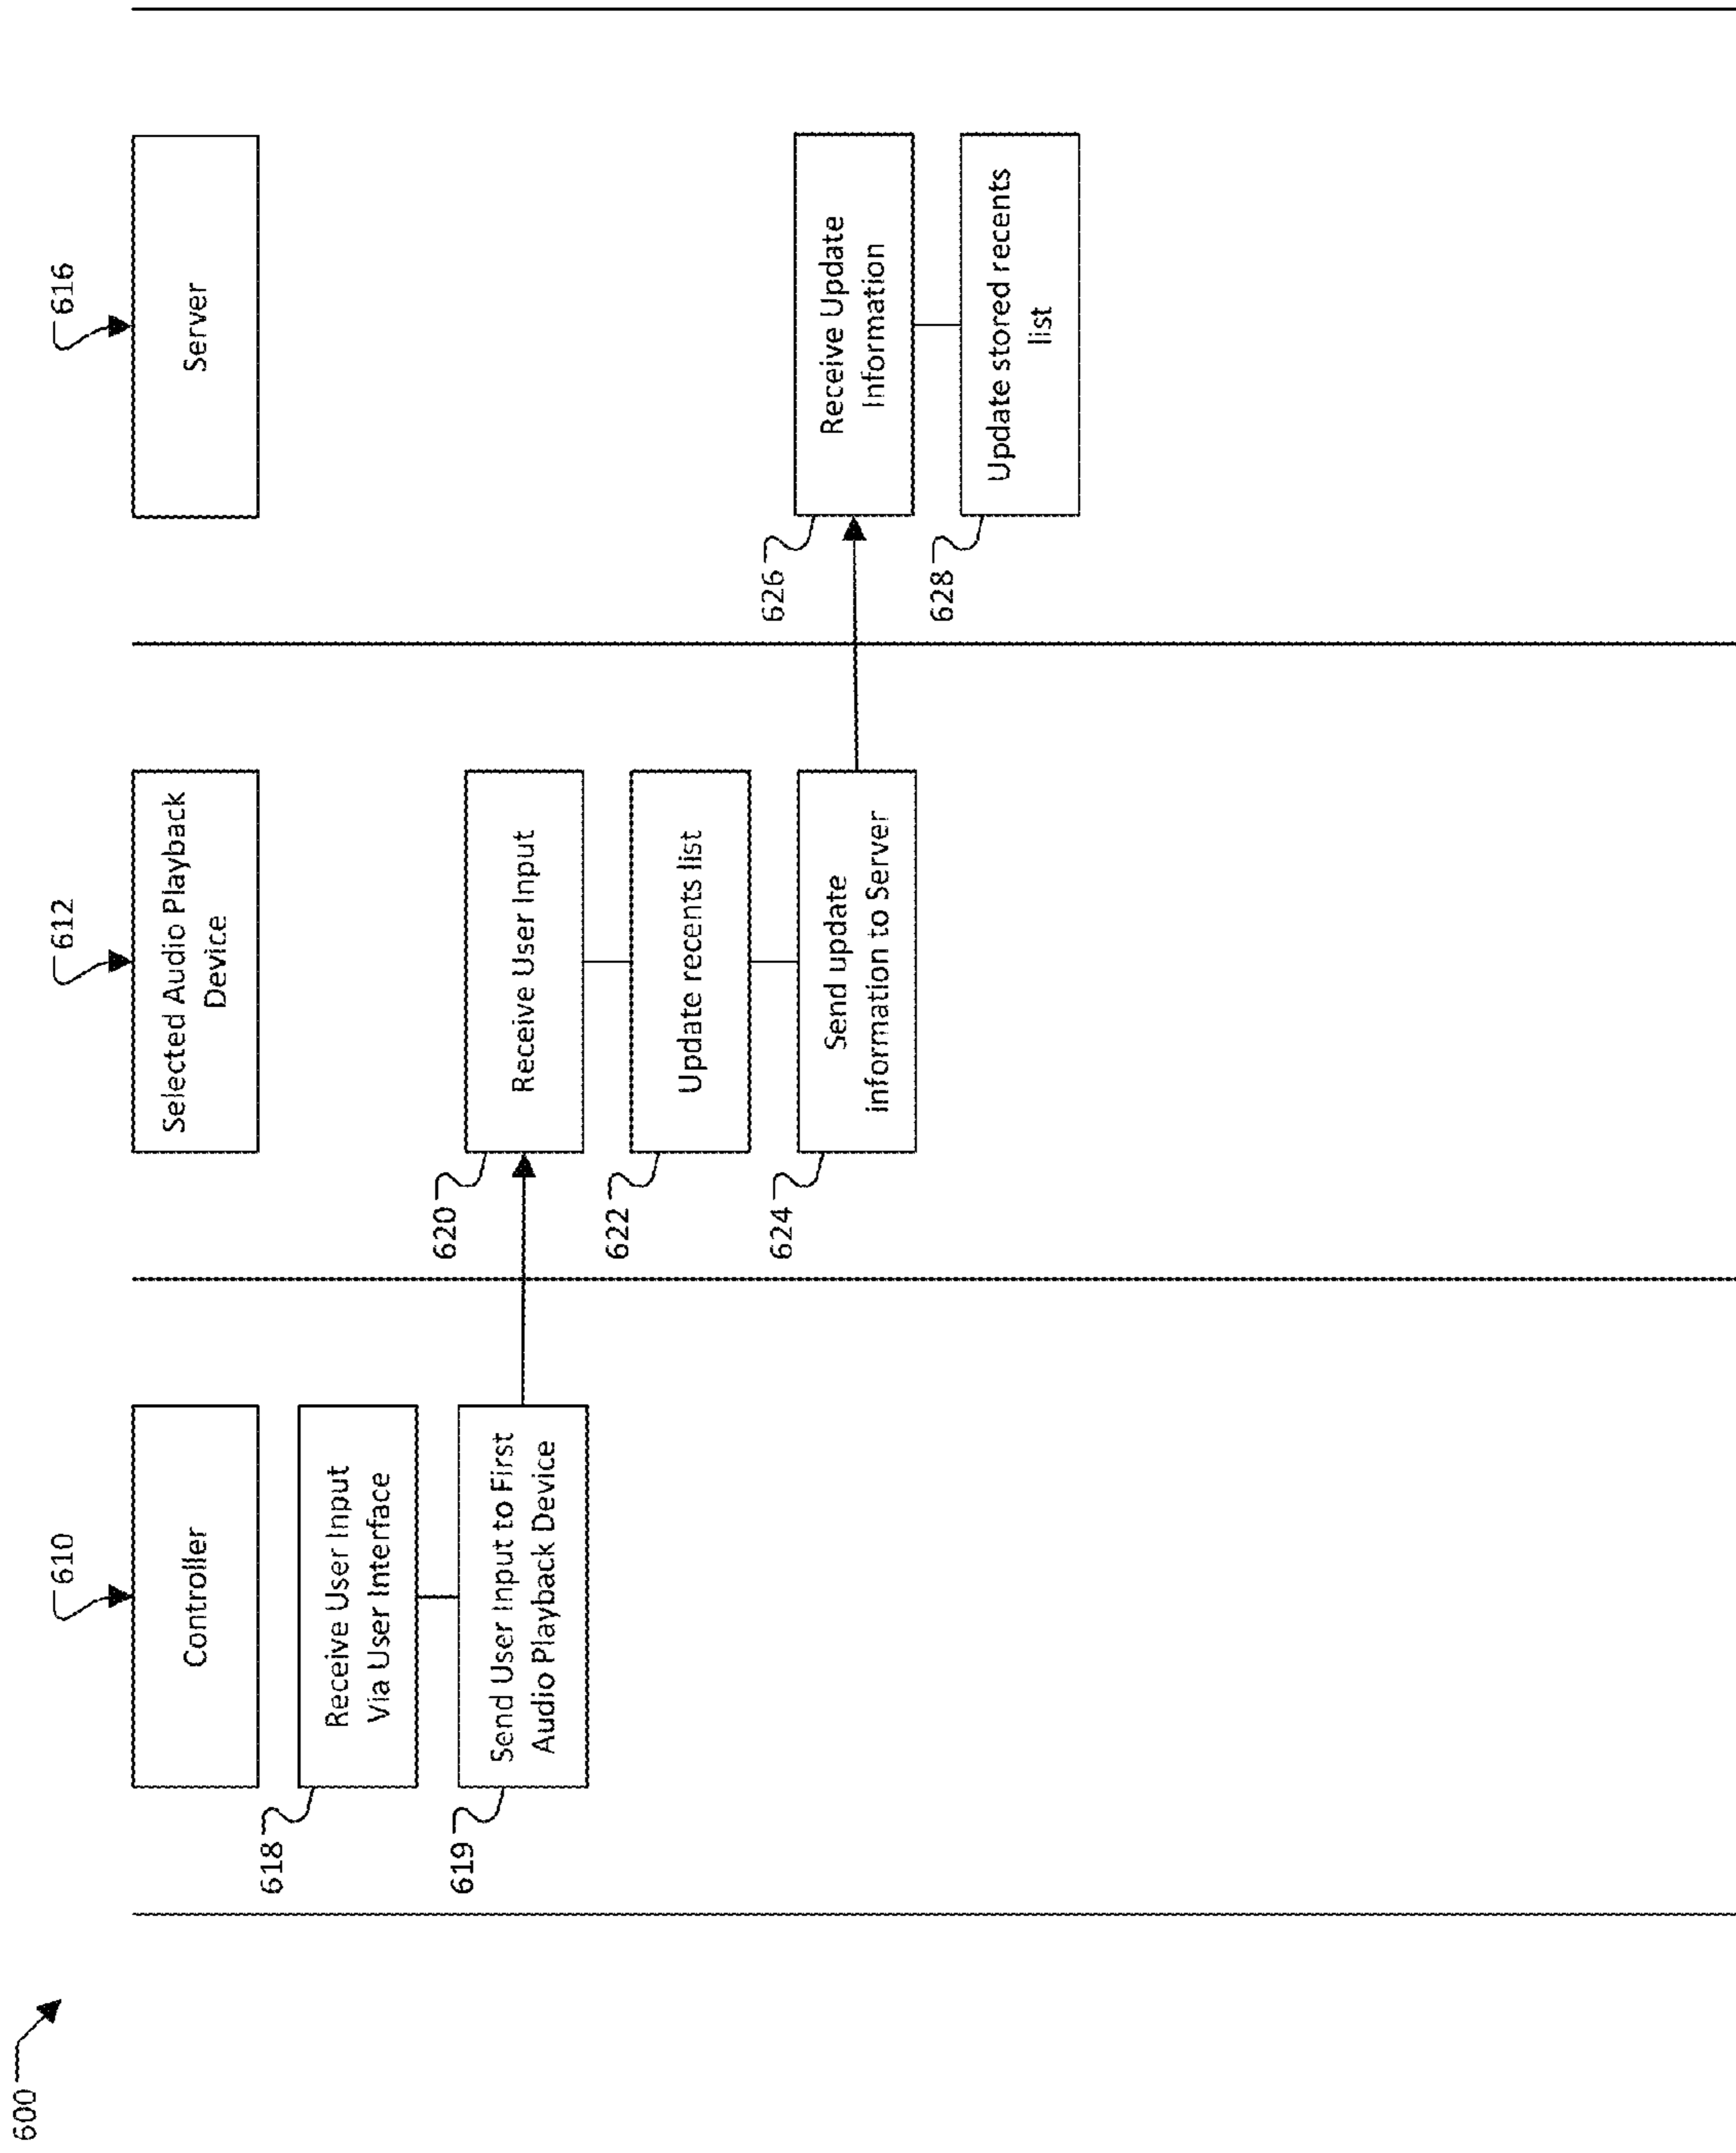 600
610
Controller
618
Receive User Input
Via User Interface
619
Send User Input to First
Audio Playback Device
612
Selected Audio Playback
Device
620
Receive User Input
622
Update recents list
624
Send update
information to Server
616
Server
626
Receive Update
Information
628
Update stored recents
list